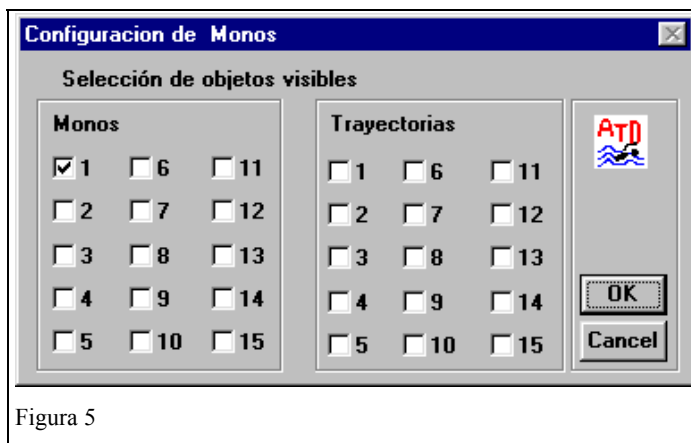 Configuracion de Monos
Selección de objetos visibles
Monos
1 6 11
2 7 12
3 8 13
4 9 14
5 10 15
Trayectorias
1 6 11
2 7 12
3 8 13
4 9 14
5 10 15
ATD
OK
Cancel
Figura 5